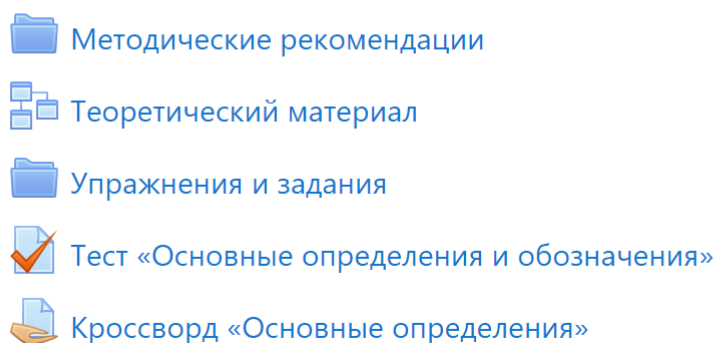 Методические рекомендации
Теоретический материал
Упражнения и задания
Тест «Основные определения и обозначения»
Кроссворд «Основные определения»